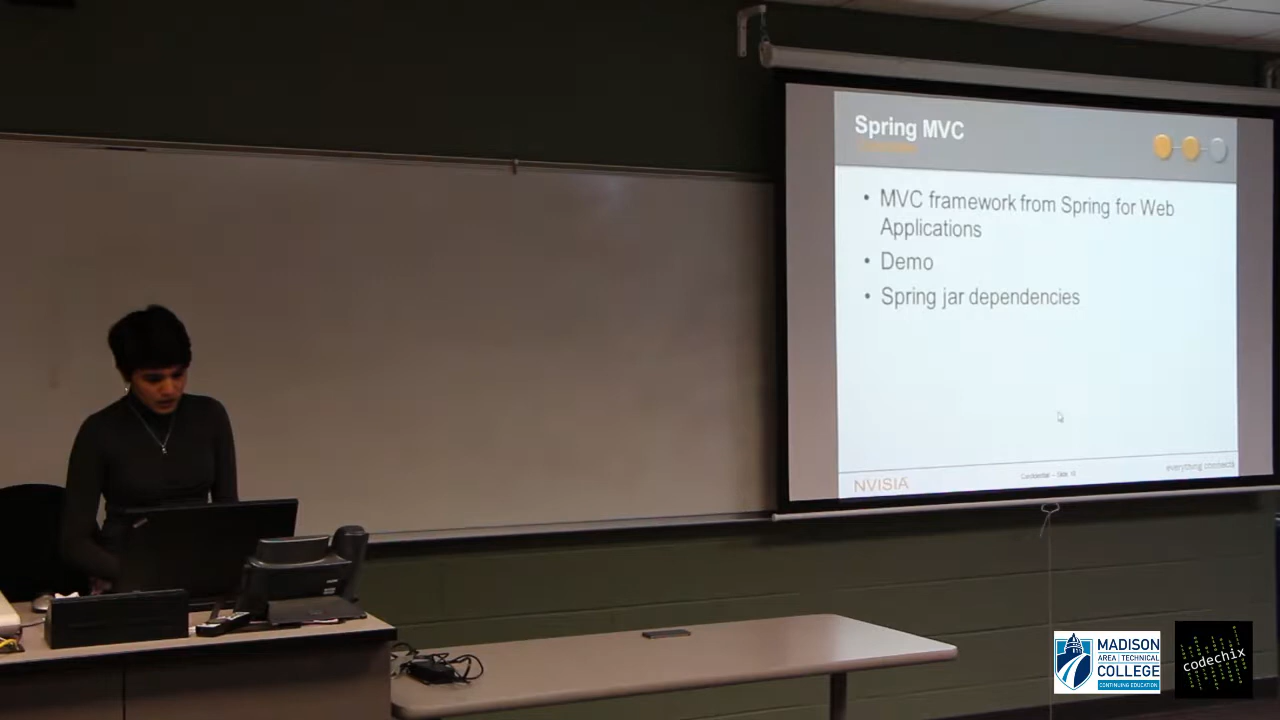 Spring MVC
• MVC framework from Spring for Web
Applications
• Demo
• Spring jar dependencies
NVISIA
everything connects
MADISON
AREA TECHNICAL
COLLEGE
CONTINUING EDUCATION
codechix